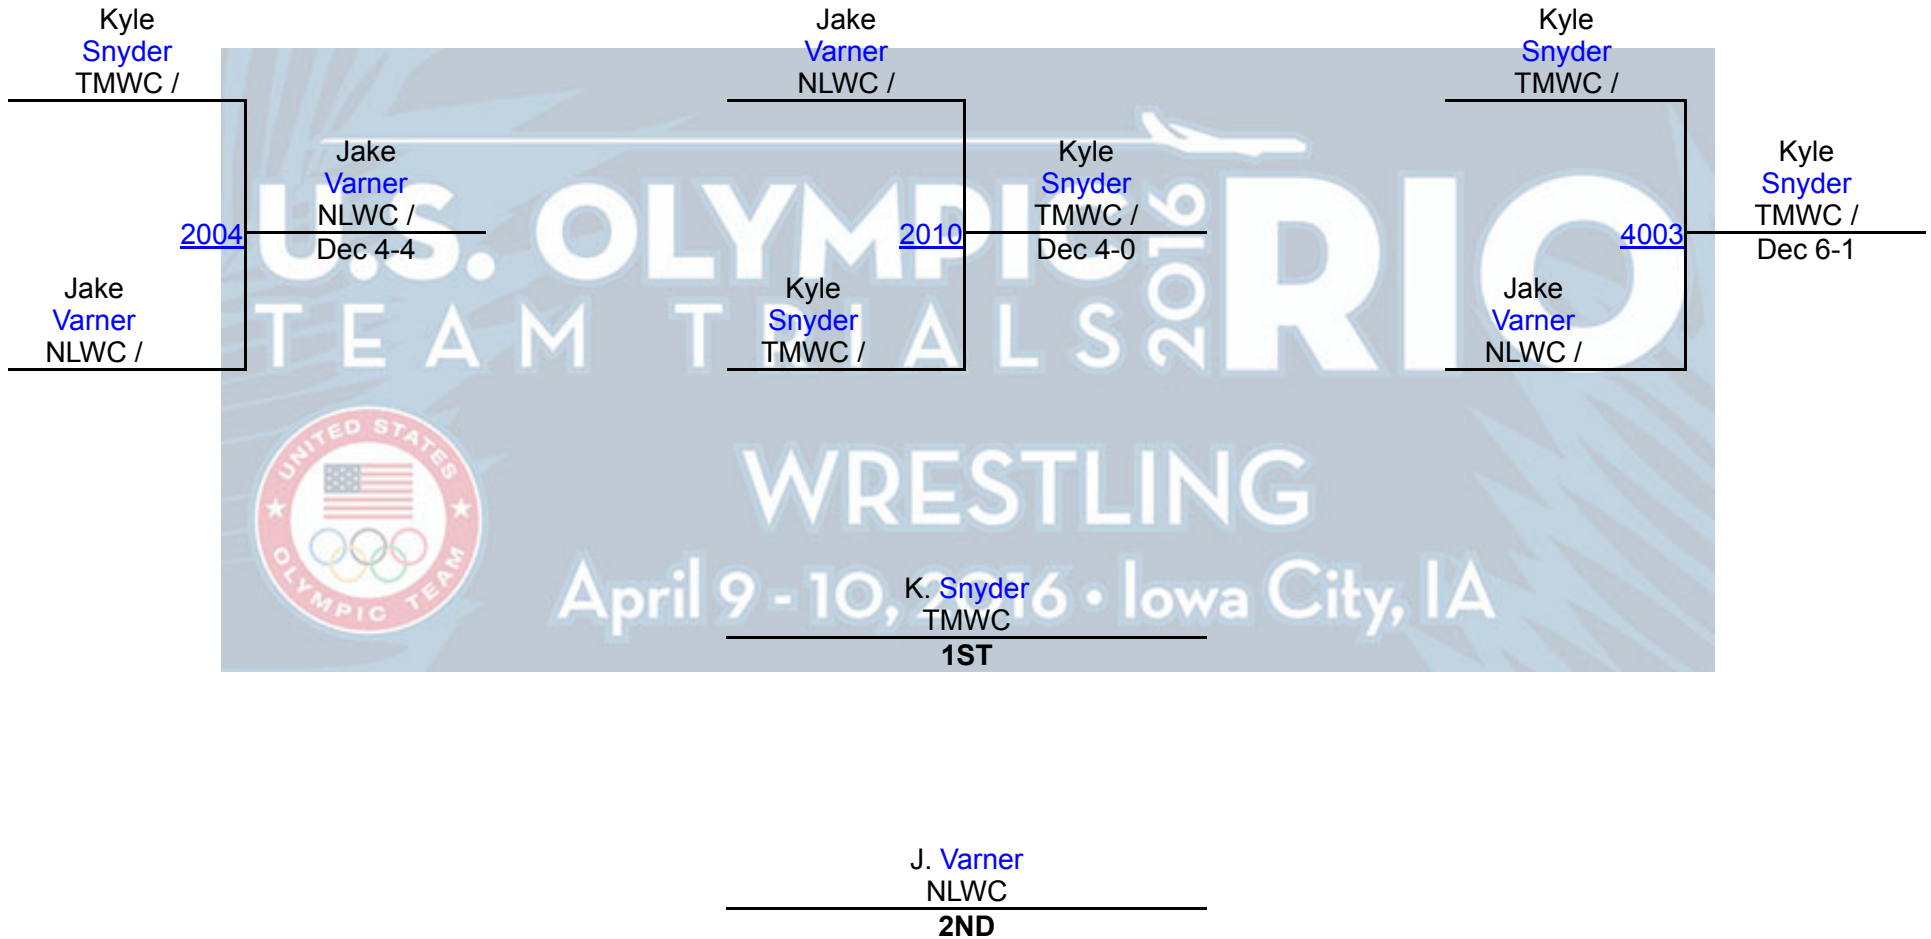 Kyle
Snyder
TMWC /
Jake
Varner
NLWC /
2004
Dec 4-4
Jake
Varner
NLWC /
Jake
Varner
NLWC /
Kyle
Snyder
TMWC /
2010
Dec 4-0
Kyle
Snyder
TMWC /
Kyle
Snyder
TMWC /
Kyle
Snyder
TMWC /
4003
Dec 6-1
Jake
Varner
NLWC /
U.S. OLYMPIC
TEAM TRIALS
2016
RIO
UNITED STATES
OLYMPIC TEAM
WRESTLING
April 9 - 10, 2016 • Iowa City, IA
K. Snyder
TMWC
1ST
J. Varner
NLWC
2ND